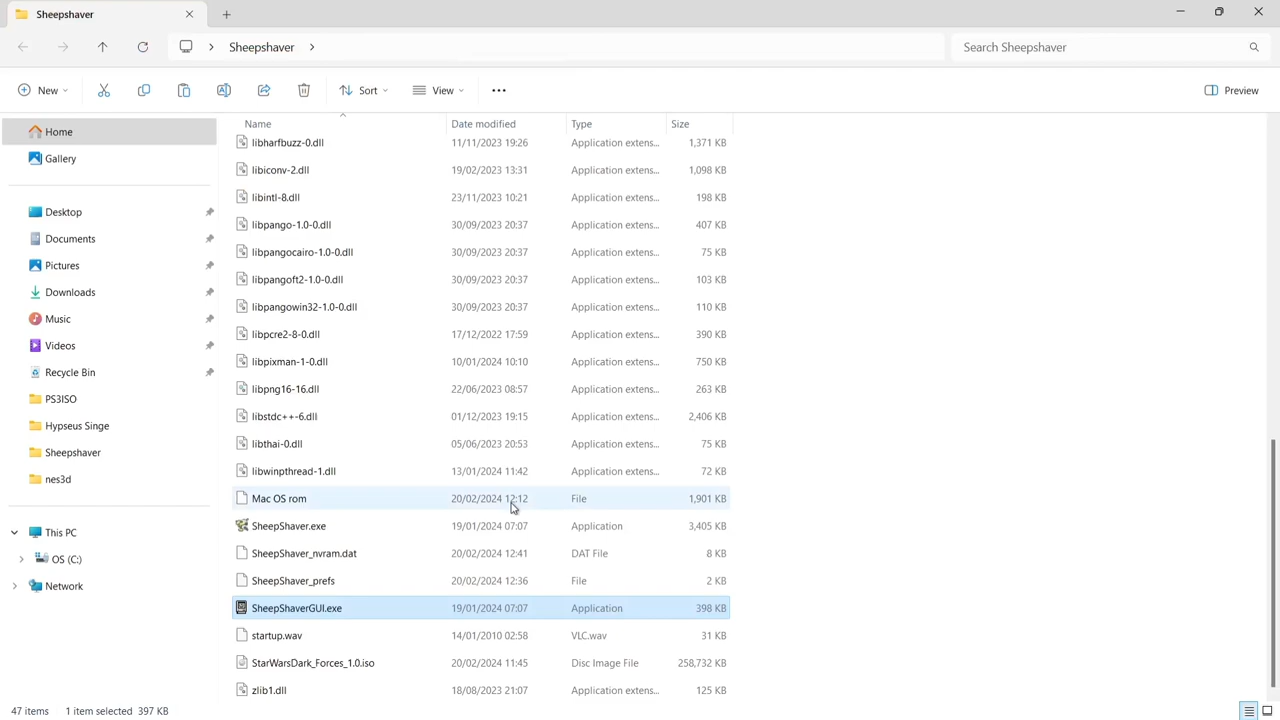 Sheepshaver
Sheepshaver
Search Sheepshaver
New
Sort
View
Preview
Home
Gallery
Desktop
Documents
Pictures
Downloads
Music
Videos
Recycle Bin
PS3ISO
Hypseus Singe
Sheepshaver
nes3d
This PC
OS (C:)
Network
Name Date modified Type Size
libharfbuzz-0.dll 11/11/2023 19:26 Application extens... 1,371 KB
libiconv-2.dll 19/02/2023 13:31 Application extens... 1,098 KB
libintl-8.dll 23/11/2023 10:21 Application extens... 198 KB
libpango-1.0-0.dll 30/09/2023 20:37 Application extens... 407 KB
libpangocairo-1.0-0.dll 30/09/2023 20:37 Application extens... 75 KB
libpangoft2-1.0-0.dll 30/09/2023 20:37 Application extens... 103 KB
libpangowin32-1.0-0.dll 30/09/2023 20:37 Application extens... 110 KB
libpcre2-8-0.dll 17/12/2022 17:59 Application extens... 390 KB
libpixman-1-0.dll 10/01/2024 10:10 Application extens... 750 KB
libpng16-16.dll 22/06/2023 08:57 Application extens... 263 KB
libstdc++-6.dll 01/12/2023 19:15 Application extens... 2,406 KB
libthai-0.dll 05/06/2023 20:53 Application extens... 75 KB
libwinpthread-1.dll 13/01/2024 11:42 Application extens... 72 KB
Mac OS rom 20/02/2024 12:12 File 1,901 KB
SheepShaver.exe 19/01/2024 07:07 Application 3,405 KB
SheepShaver_nvram.dat 20/02/2024 12:41 DAT File 8 KB
SheepShaver_prefs 20/02/2024 12:36 File 2 KB
SheepShaverGUI.exe 19/01/2024 07:07 Application 398 KB
startup.wav 14/01/2010 02:58 VLC.wav 31 KB
StarWarsDark_Forces_1.0.iso 20/02/2024 11:45 Disc Image File 258,732 KB
zlib1.dll 18/08/2023 21:07 Application extens... 125 KB
47 items 1 item selected 397 KB